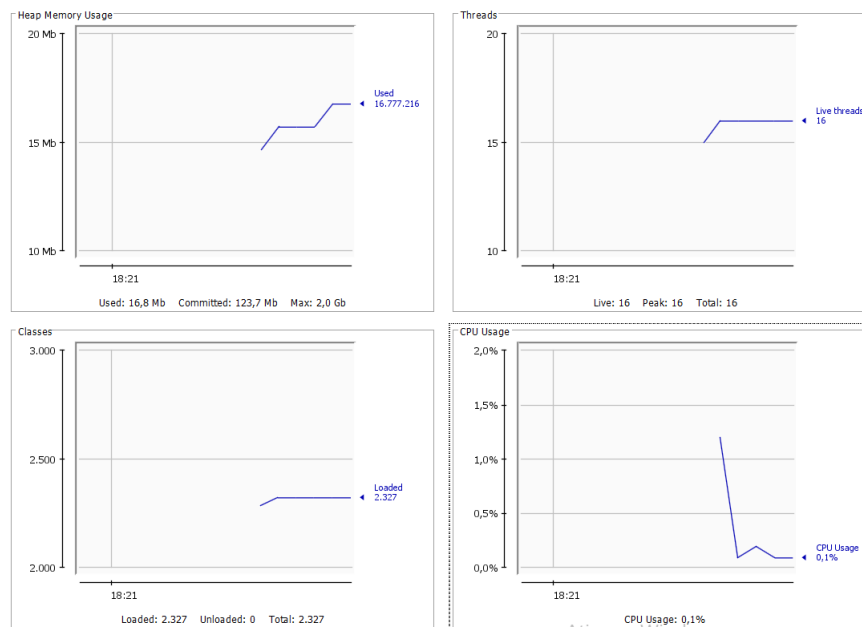 Heap Memory Usage
20 Mb
Used
16.777.216
15 Mb
10 Mb
18:21
Used: 16,8 Mb Committed: 123,7 Mb Max: 2,0 Gb
Threads
20
Live threads
16
15
10
18:21
Live: 16 Peak: 16 Total: 16
Classes
3.000
2.500
Loaded
2.327
2.000
18:21
Loaded: 2.327 Unloaded: 0 Total: 2.327
CPU Usage
2,0%
1,5%
1,0%
0,5%
CPU Usage
0,1%
0,0%
18:21
CPU Usage: 0,1%